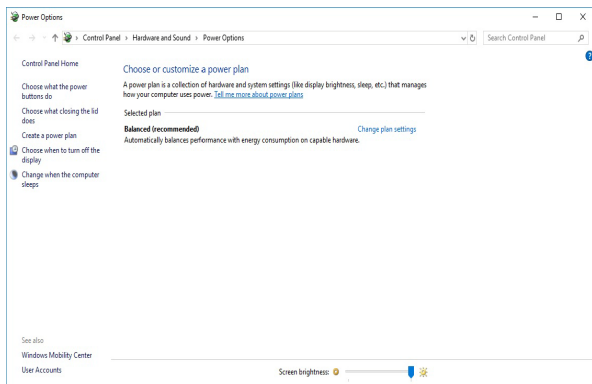 Power Options
Control Panel > Hardware and Sound > Power Options
Search Control Panel
Control Panel Home
Choose what the power
buttons do
Choose what closing the lid
does
Create a power plan
Choose when to turn off the
display
Change when the computer
sleeps
Choose or customize a power plan
A power plan is a collection of hardware and system settings (like display brightness, sleep, etc.) that manages
how your computer uses power. Tell me more about power plans
Selected plan
Balanced (recommended) Change plan settings
Automatically balances performance with energy consumption on capable hardware.
See also
Windows Mobility Center
User Accounts
Screen brightness: